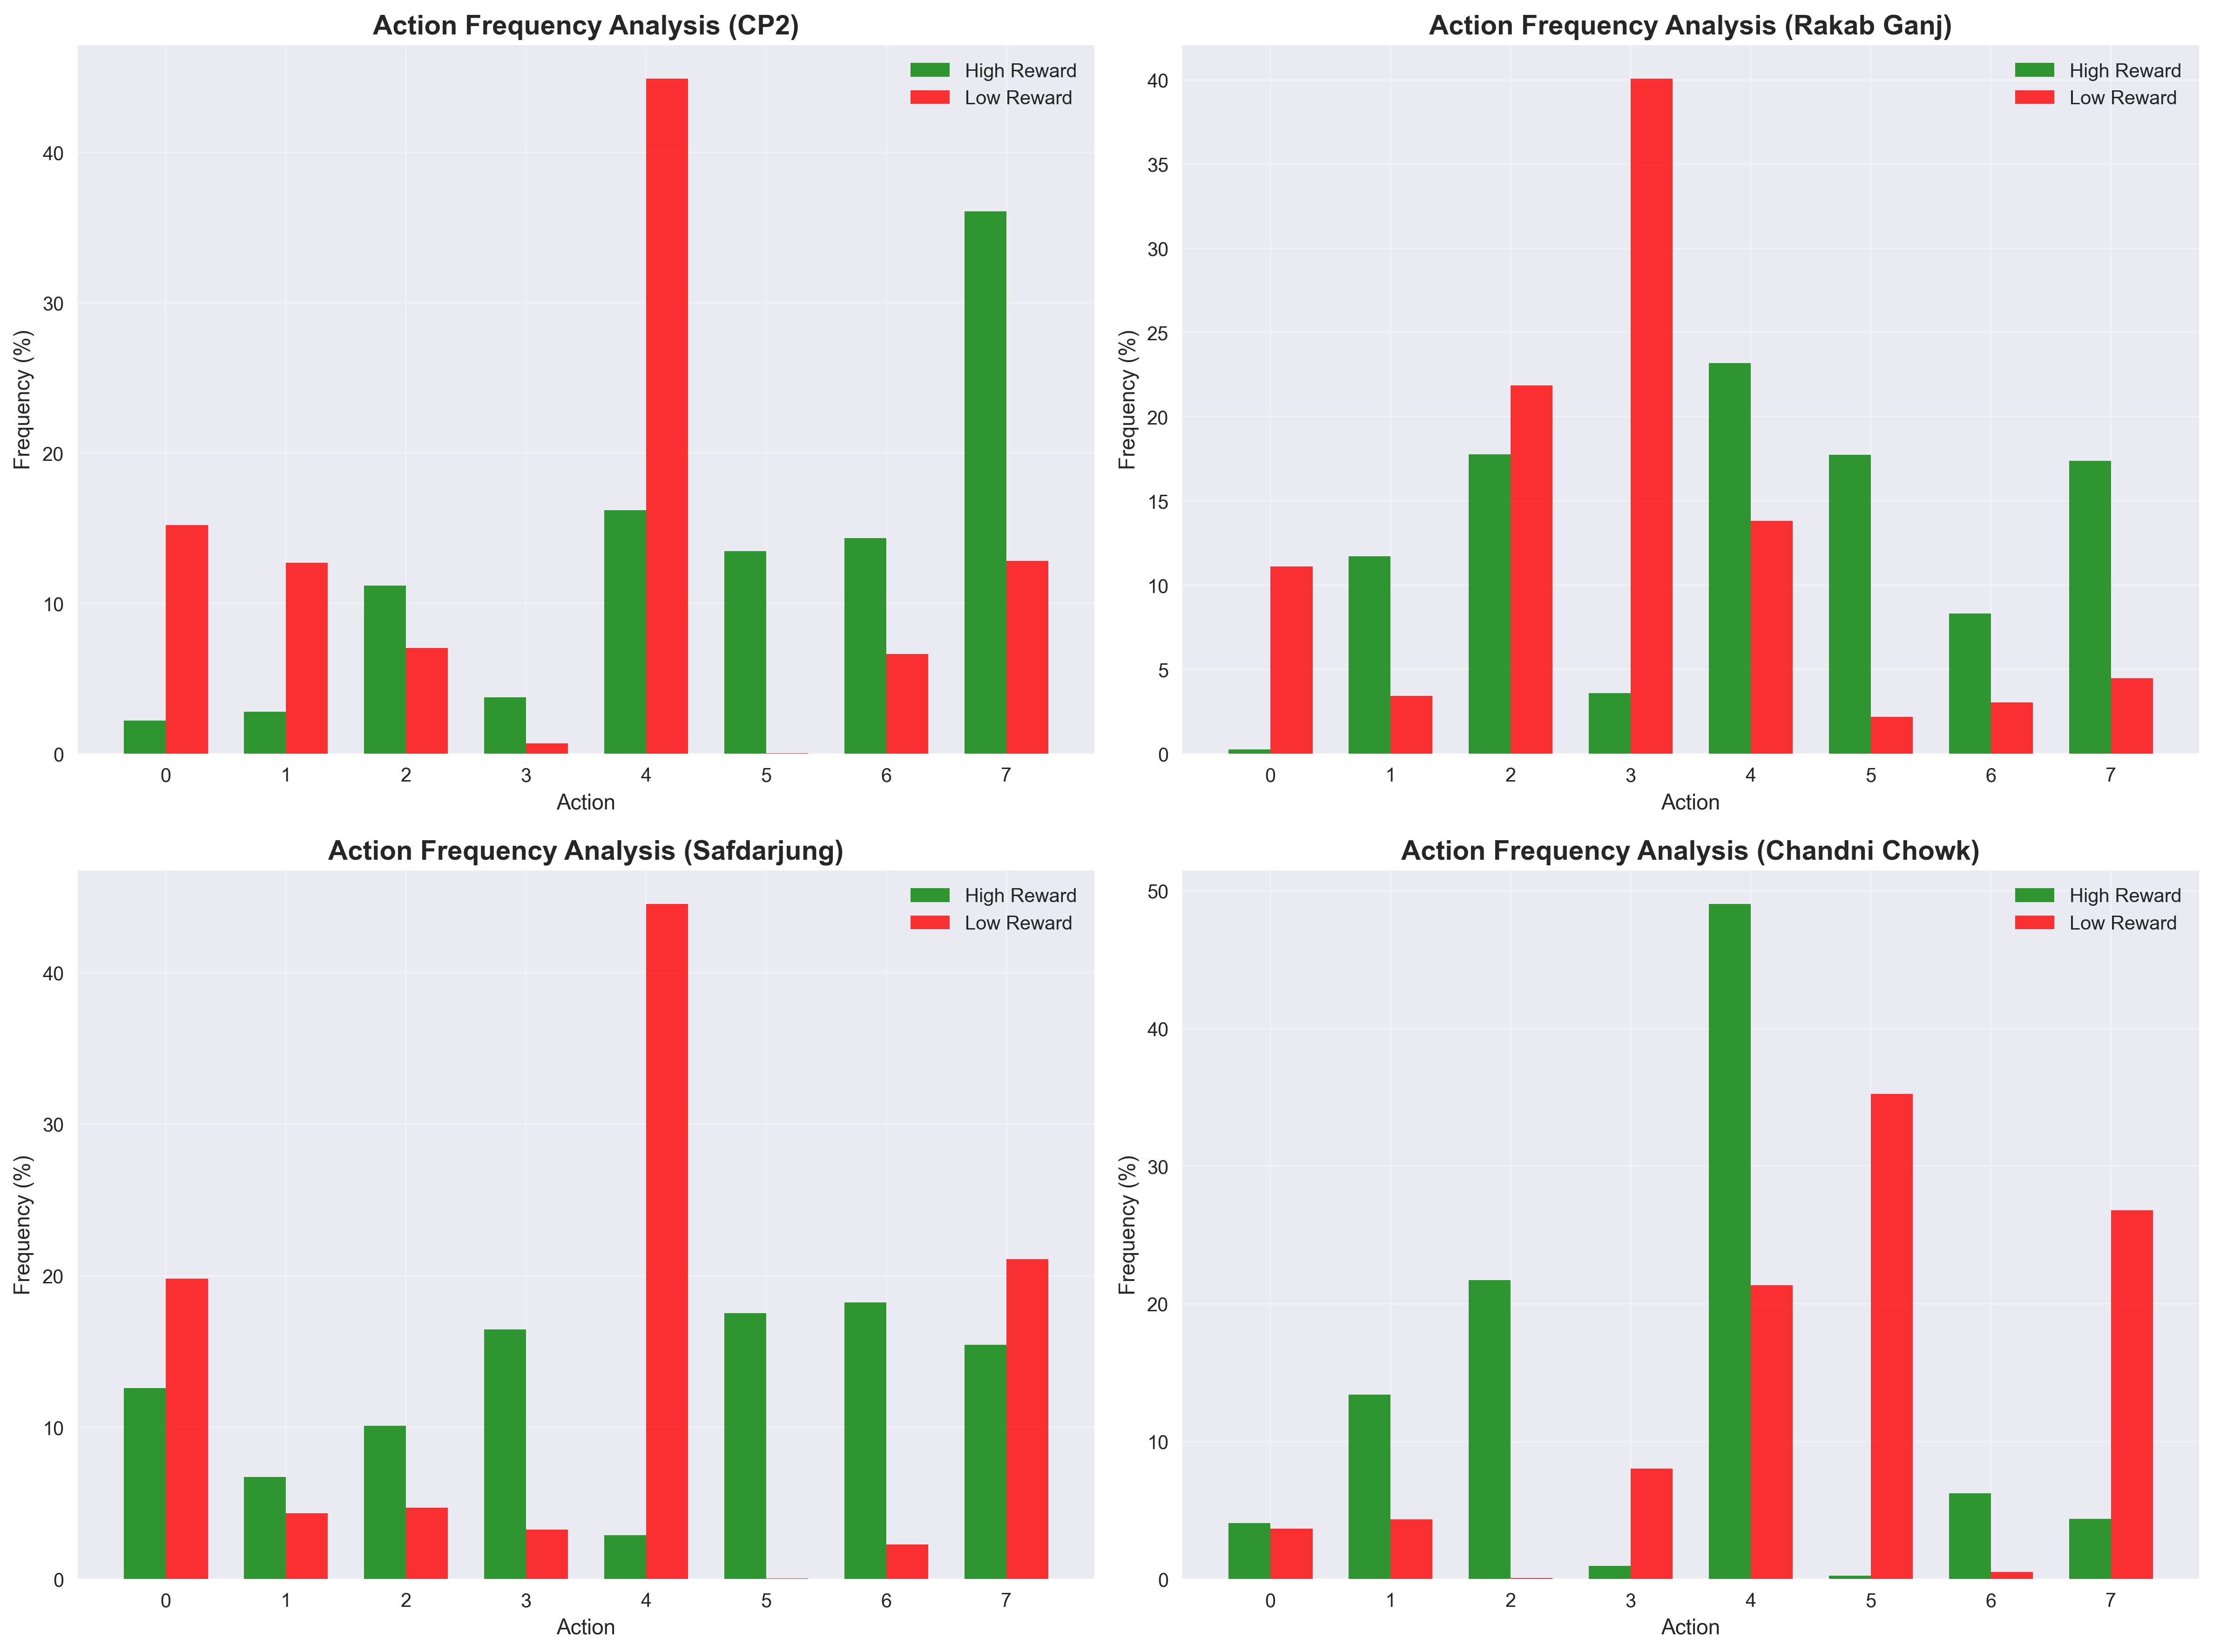 Action Frequency Analysis (CP2)
High Reward
Low Reward
Frequency (%)
40
30
20
10
0
0 1 2 3 4 5 6 7
Action
Action Frequency Analysis (Rakab Ganj)
High Reward
Low Reward
Frequency (%)
40
35
30
25
20
15
10
5
0
0 1 2 3 4 5 6 7
Action
Action Frequency Analysis (Safdarjung)
High Reward
Low Reward
Frequency (%)
40
30
20
10
0
0 1 2 3 4 5 6 7
Action
Action Frequency Analysis (Chandni Chowk)
High Reward
Low Reward
Frequency (%)
50
40
30
20
10
0
0 1 2 3 4 5 6 7
Action